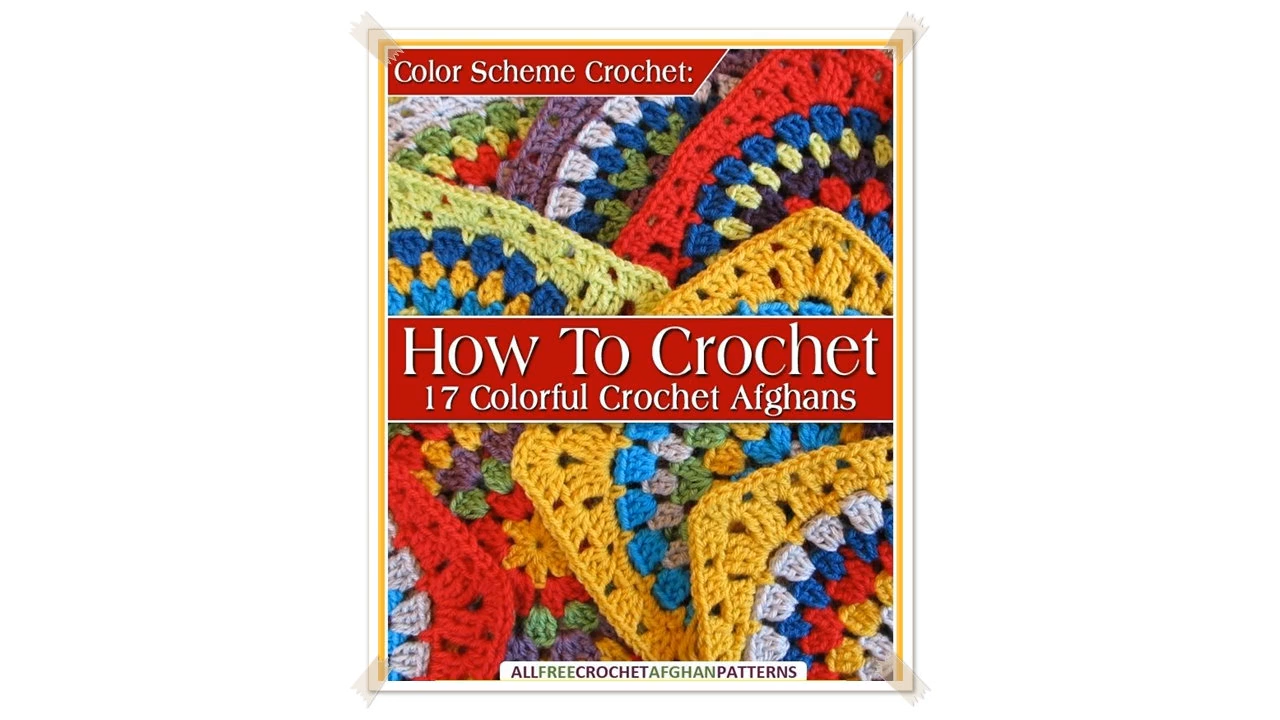 Color Scheme Crochet:
How To Crochet
17 Colorful Crochet Afghans
ALLFREECROCHETAFGHANPATTERNS